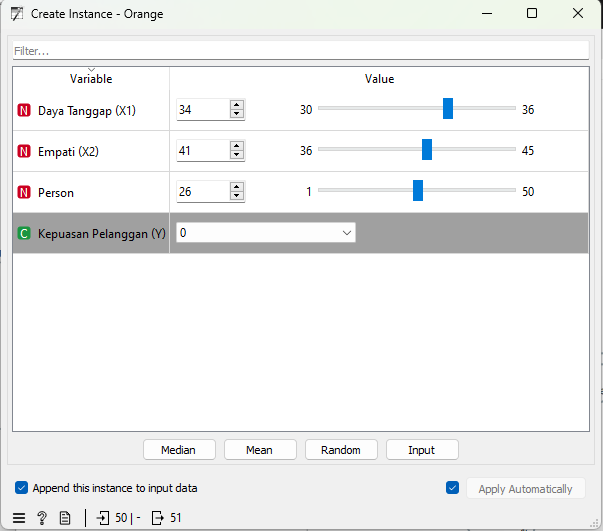 Create Instance - Orange
Filter...
Variable Value
N Daya Tanggap (X1) 34 30 36
N Empati (X2) 41 36 45
N Person 26 1 50
C Kepuasan Pelanggan (Y) 0
Median Mean Random Input
Append this instance to input data Apply Automatically
? 50 | - 51